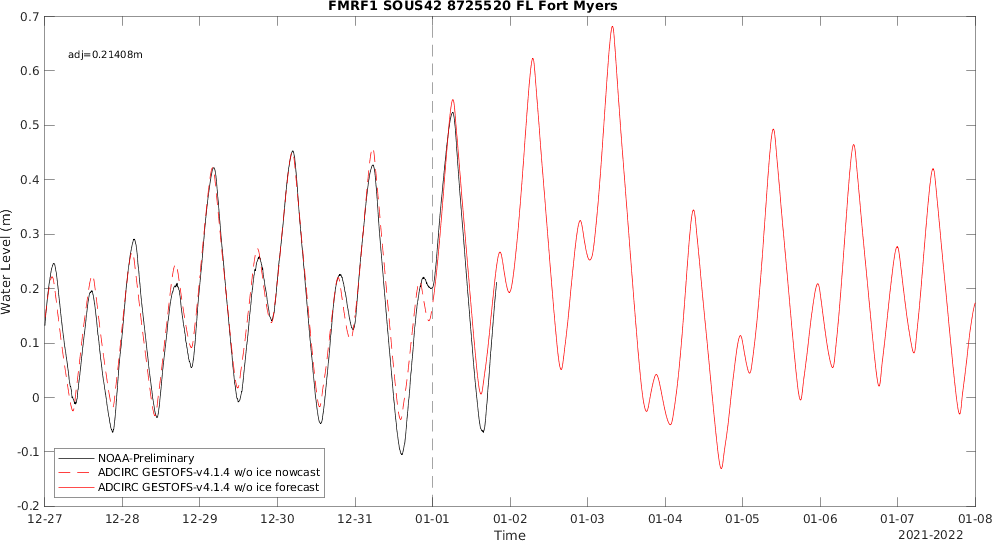 FMRF1 SOUS42 8725520 FL Fort Myers
adj=0.21408m
Water Level (m)
0.7
0.6
0.5
0.4
0.3
0.2
0.1
0
-0.1
-0.2
NOAA-Preliminary
ADCIRC GESTOFS-v4.1.4 w/o ice nowcast
ADCIRC GESTOFS-v4.1.4 w/o ice forecast
12-27 12-28 12-29 12-30 12-31 01-01 01-02 01-03 01-04 01-05 01-06 01-07 01-08
Time
2021-2022